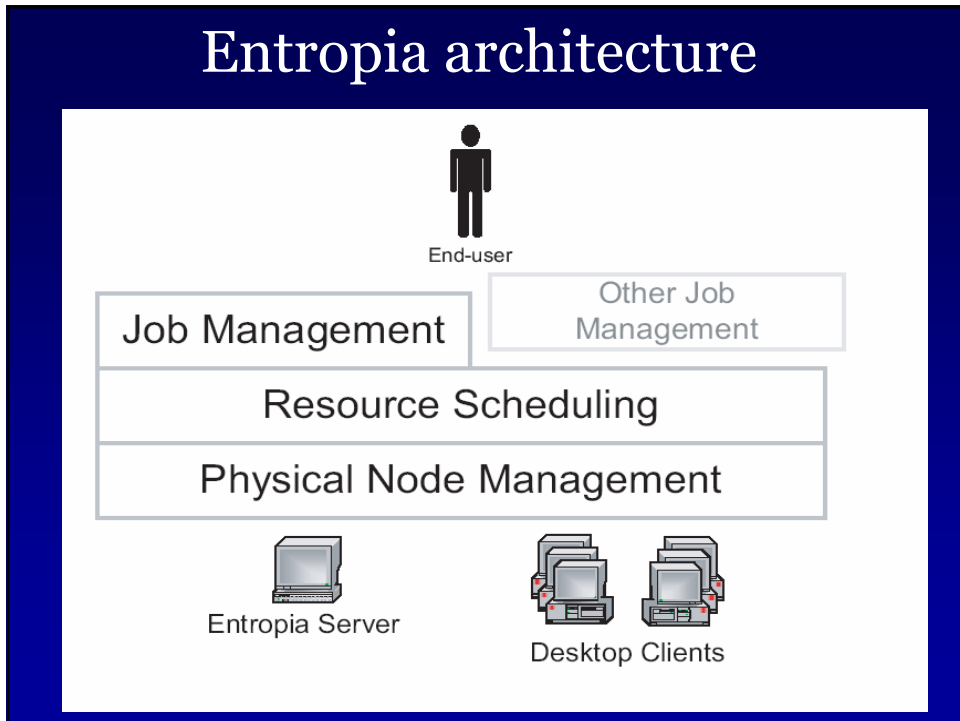 Entropia architecture
End-user
Other Job
Management
Job Management
Resource Scheduling
Physical Node Management
Entropia Server
Desktop Clients